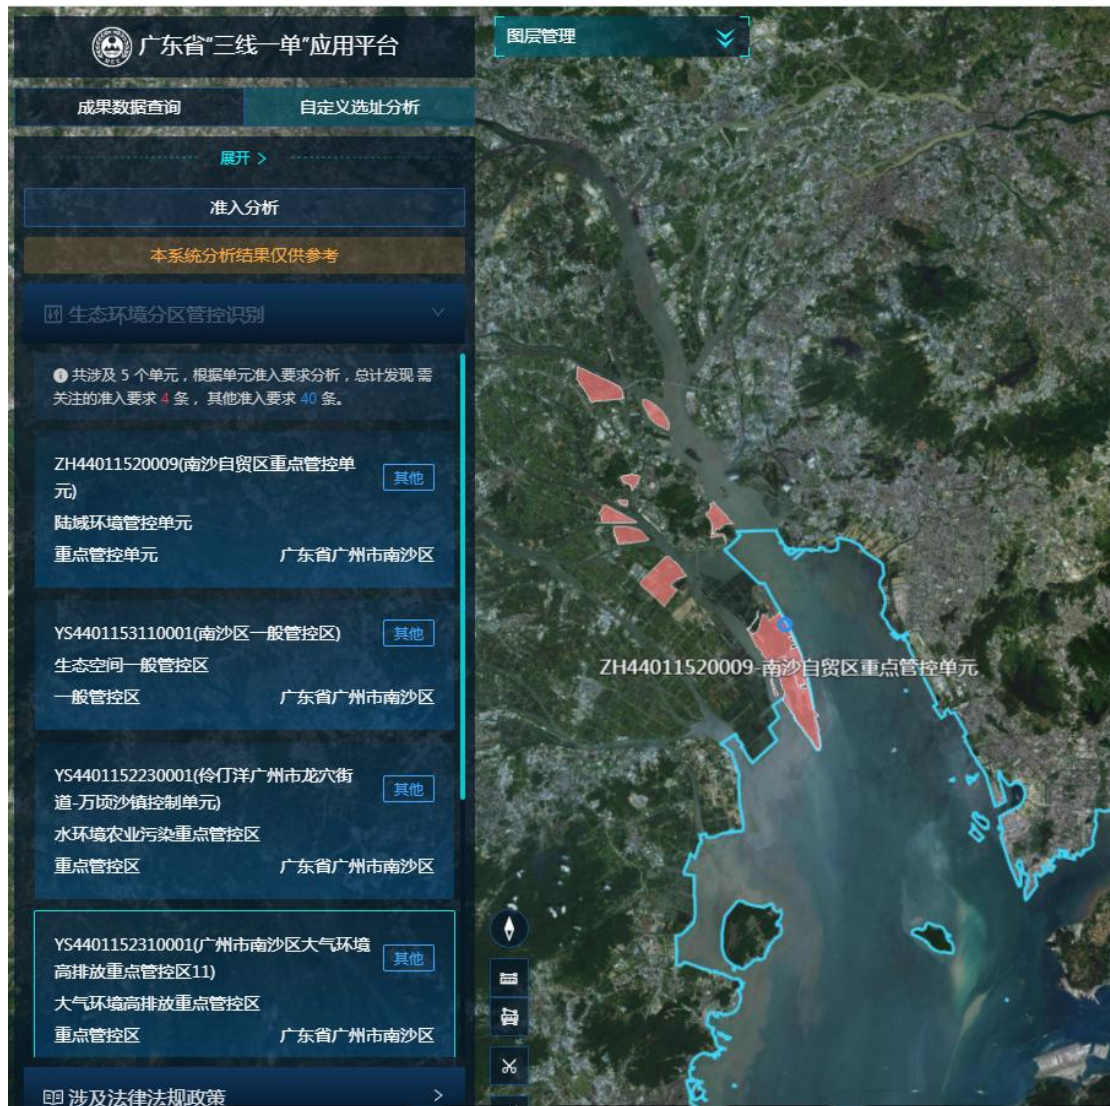 广东省"三线一单"应用平台
图层管理
成果数据查询
自定义选址分析
展开 >
准入分析
本系统分析结果仅供参考
生态环境分区管控识别
共涉及 5 个单元，根据单元准入要求分析，总计发现 需
关注的准入要求 4 条， 其他准入要求 40 条。
ZH44011520009(南沙自贸区重点管控单
元)
其他
陆域环境管控单元
重点管控单元 广东省广州市南沙区
YS4401153110001(南沙区一般管控区)
其他
生态空间一般管控区
一般管控区 广东省广州市南沙区
YS4401152230001(伶仃洋广州市龙穴街
道-万顷沙镇控制单元)
其他
水环境农业污染重点管控区
重点管控区 广东省广州市南沙区
YS4401152310001(广州市南沙区大气环境
高排放重点管控区11)
其他
大气环境高排放重点管控区
重点管控区 广东省广州市南沙区
涉及法律法规政策 >
ZH44011520009-南沙自贸区重点管控单元